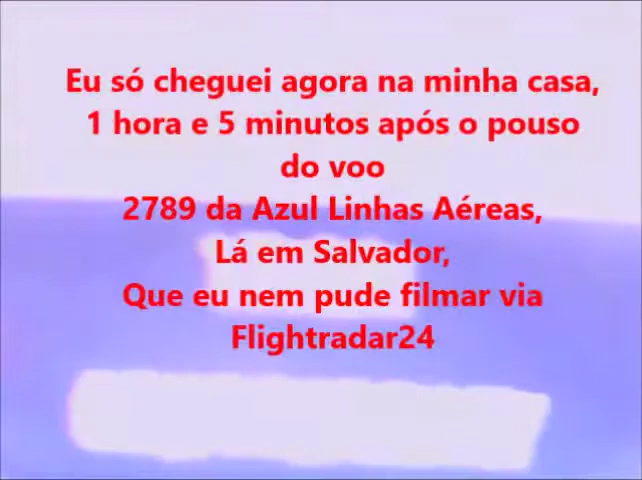 Eu só cheguei agora na minha casa,
1 hora e 5 minutos após o pouso
do voo
2789 da Azul Linhas Aéreas,
Lá em Salvador,
Que eu nem pude filmar via
Flightradar24